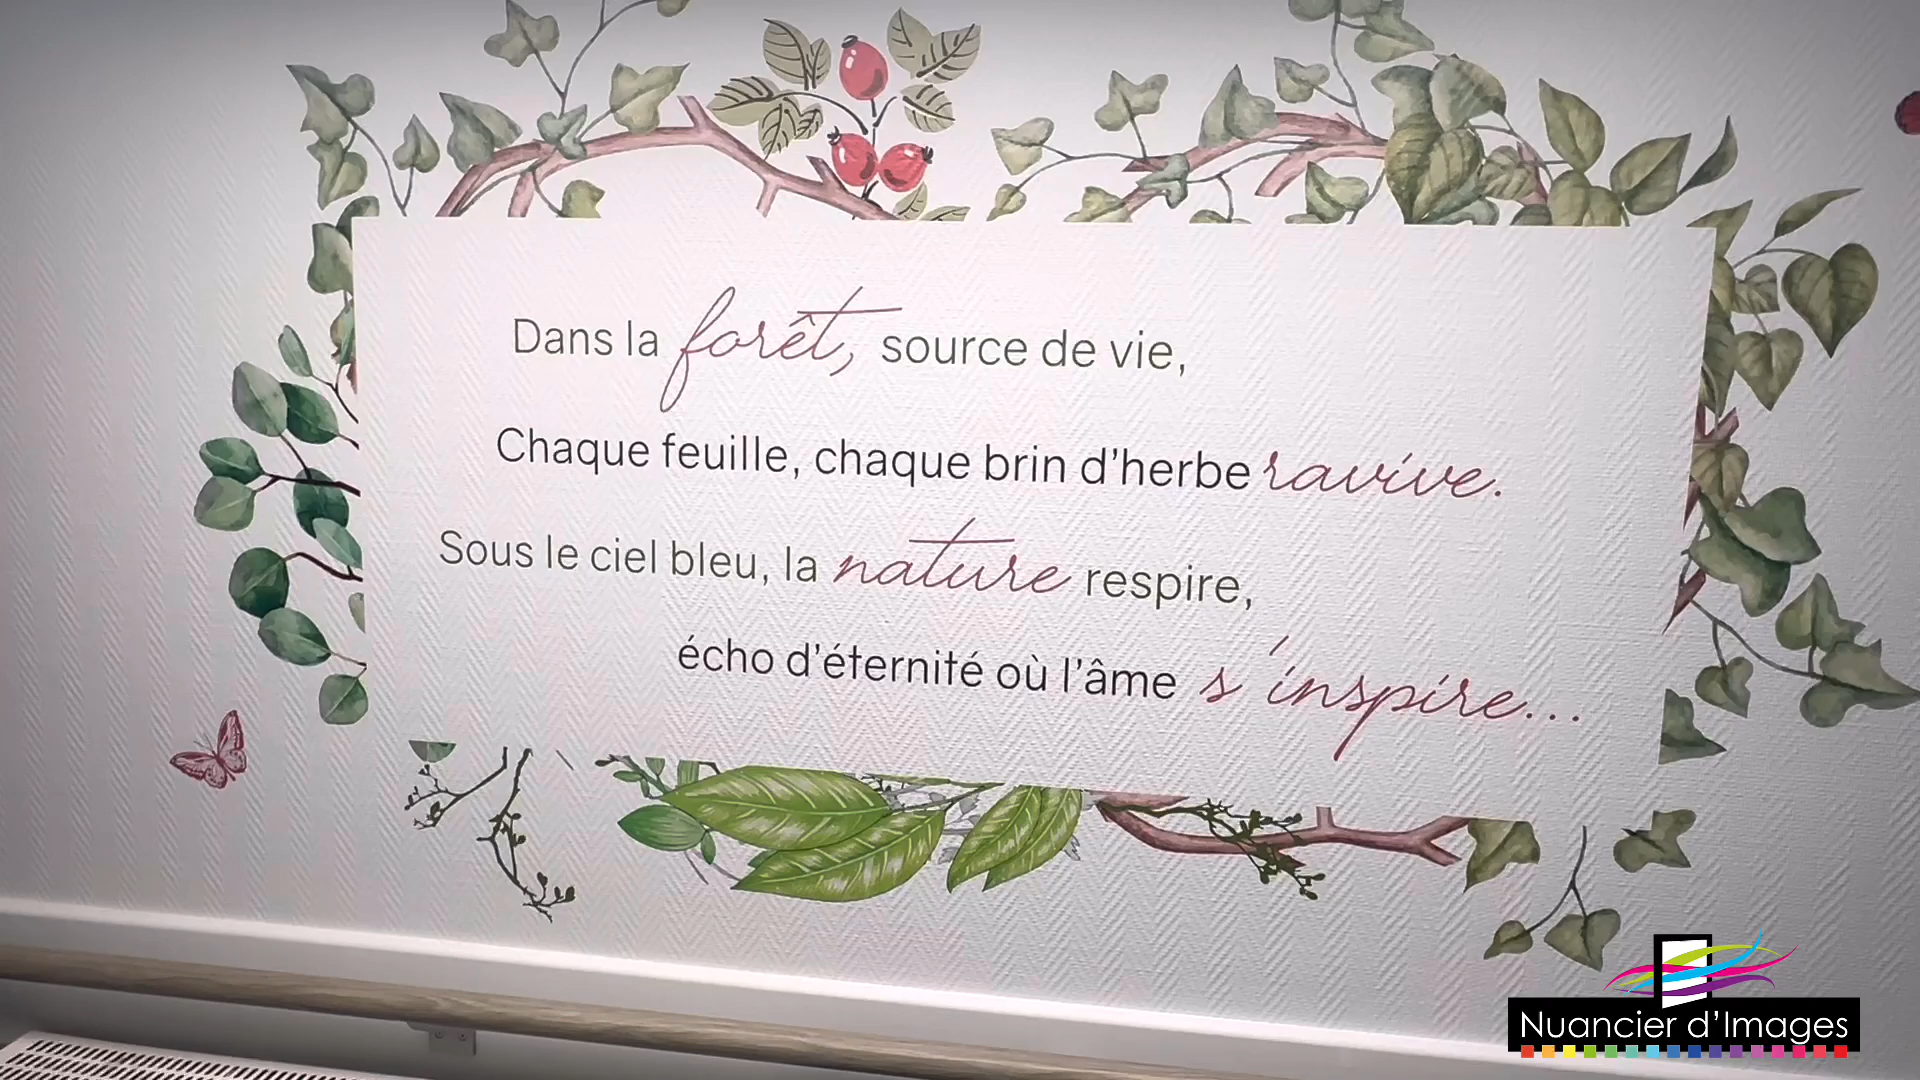 Dans la forêt, source de vie,
Chaque feuille, chaque brin d'herbe ravive.
Sous le ciel bleu, la nature respire,
écho d'éternité où l'âme s'inspire...
Nuancier d'Images